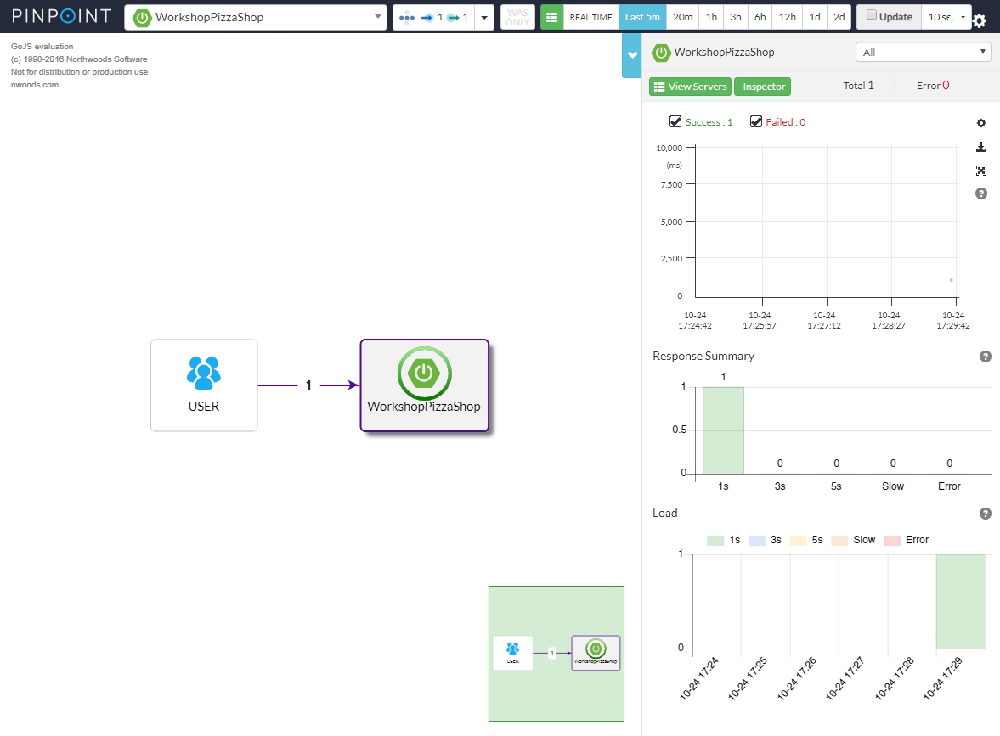 PINPOINT WorkshopPizzaShop 1 1 WAS ONLY REAL TIME Last 5m 20m 1h 3h 6h 12h 1d 2d Update
GoJS evaluation
(c) 1998-2016 Northwoods Software
Not for distribution or production use
nwoods.com
USER
1
WorkshopPizzaShop
USER 1 WorkshopPizzaShop
WorkshopPizzaShop All
View Servers Inspector Total 1 Error 0
Success : 1 Failed : 0
10,000
(ms)
7,500
5,000
2,500
0
10-24 10-24 10-24 10-24 10-24
17:24:42 17:25:57 17:27:12 17:28:27 17:29:42
Response Summary
1
1
0.5
0 0 0 0
0
1s 3s 5s Slow Error
Load
1s 3s 5s Slow Error
1
0
10-24 17:24 10-24 17:25 10-24 17:26 10-24 17:27 10-24 17:28 10-24 17:29